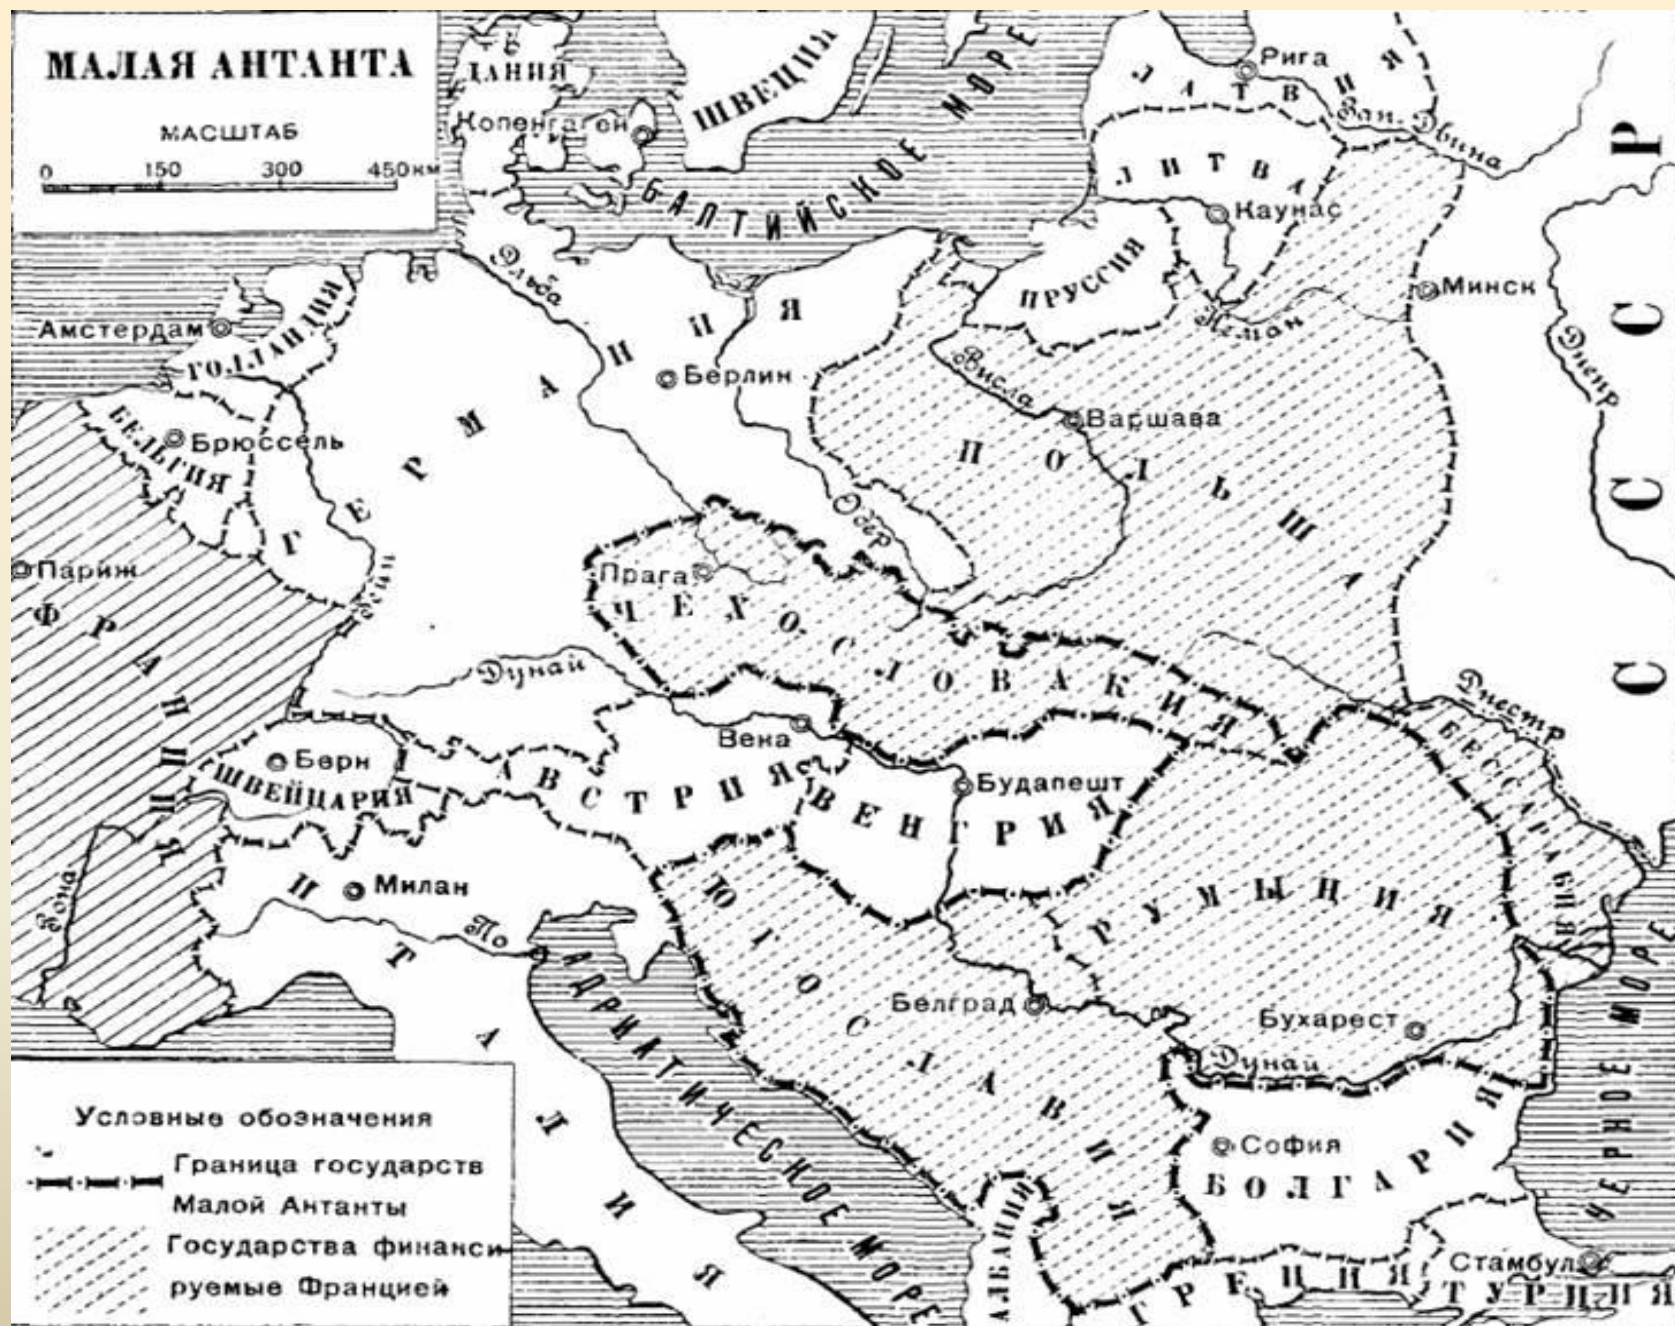 МАЛАЯ АНТАНТА
МАСШТАБ
0 150 300 450 км
ДАНИЯ
Копенгаген
ШВЕЦИЯ
БАЛТИЙСКОЕ МОРЕ
Рига
ЛАТВИЯ
Зап. Двина
ЛИТВА
Каунас
ПРУССИЯ
Неман
Минск
Днепр
СССР
Эльба
Амстердам
ГОЛЛАНДИЯ
БЕЛЬГИЯ
Брюссель
ГЕРМАНИЯ
Берлин
Одер
Висла
Варшава
ПОЛЬША
Париж
ФРАНЦИЯ
Рейн
Прага
ЧЕХОСЛОВАКИЯ
Дунай
Вена
Берн
ШВЕЙЦАРИЯ
АВСТРИЯ
ВЕНГРИЯ
Будапешт
Днестр
БЕССАРАБИЯ
РУМЫНИЯ
Бухарест
Дунай
Рона
Милан
По
ИТАЛИЯ
АДРИАТИЧЕСКОЕ МОРЕ
ЮГОСЛАВИЯ
Белград
ЧЕРНОЕ МОРЕ
София
БОЛГАРИЯ
АЛБАНИЯ
ГРЕЦИЯ
Стамбул
ТУРЦИЯ
Условные обозначения
Граница государств
Малой Антанты
Государства финанси-
руемые Францией